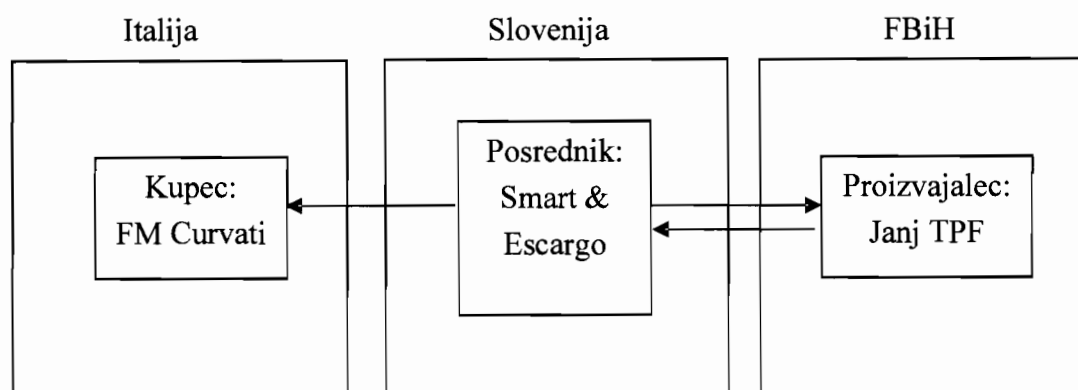 Italija
Slovenija
FBiH
Kupec:
FM Curvati
Posrednik:
Smart &
Escargo
Proizvajalec:
Janj TPF